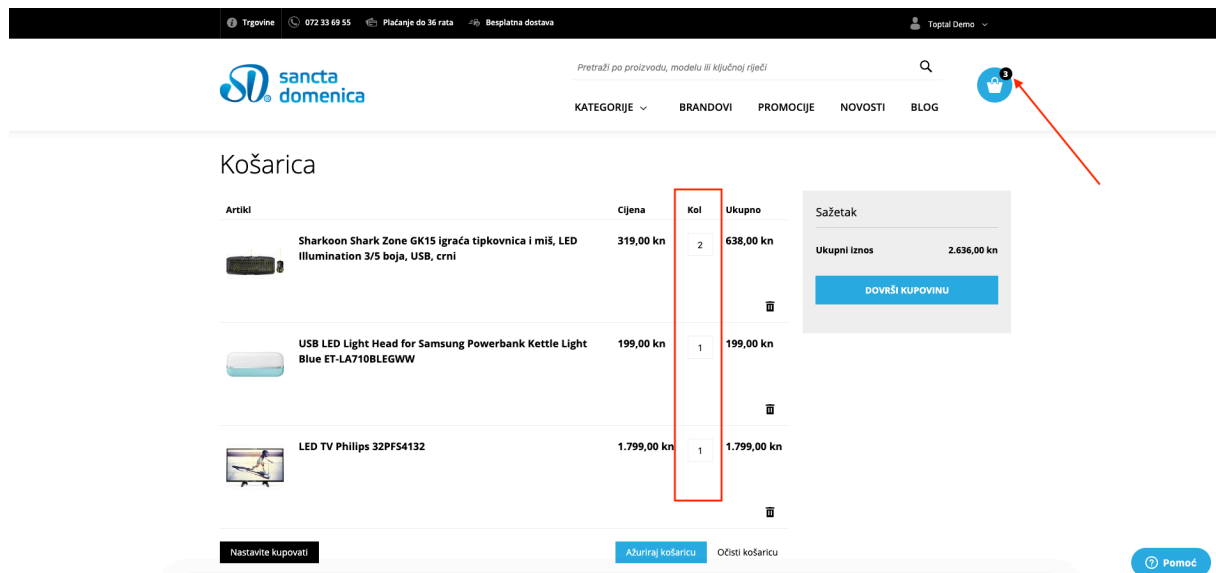 Trgovine 072 33 69 55 Plaćanje do 36 rata Besplatna dostava Toptal Demo
sancta
domenica
Pretraži po proizvodu, modelu ili ključnoj riječi
3
KATEGORIJE BRANDOVI PROMOCIJE NOVOSTI BLOG
Košarica
Artikl Cijena Kol Ukupno
Sharkoon Shark Zone GK15 igraća tipkovnica i miš, LED 319,00 kn 2 638,00 kn
Illumination 3/5 boja, USB, crni
USB LED Light Head for Samsung Powerbank Kettle Light 199,00 kn 1 199,00 kn
Blue ET-LA710BLEGWW
LED TV Philips 32PFS4132 1.799,00 kn 1 1.799,00 kn
Nastavite kupovati Ažuriraj košaricu Očisti košaricu
Sažetak
Ukupni iznos 2.636,00 kn
DOVRŠI KUPOVINU
Pomoć